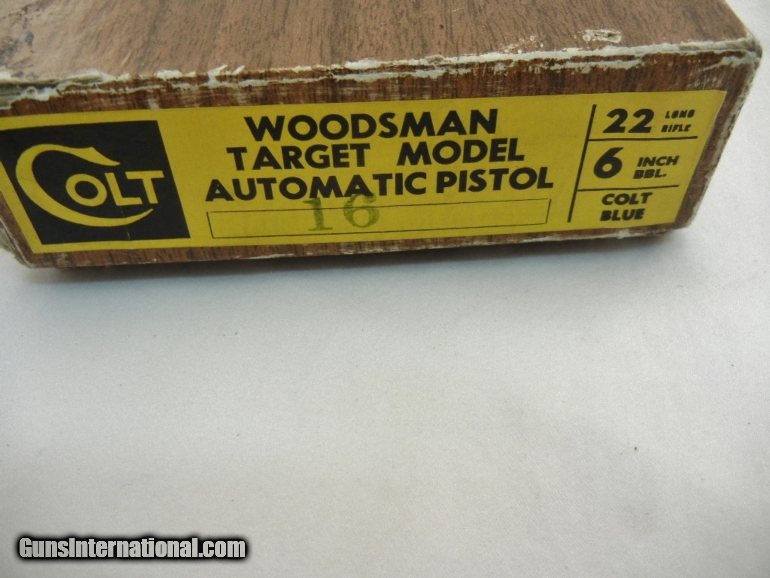 COLT
WOODSMAN
TARGET MODEL
AUTOMATIC PISTOL
16
22 LONG RIFLE
6 INCH BBL.
COLT
BLUE
GunsInternational.com